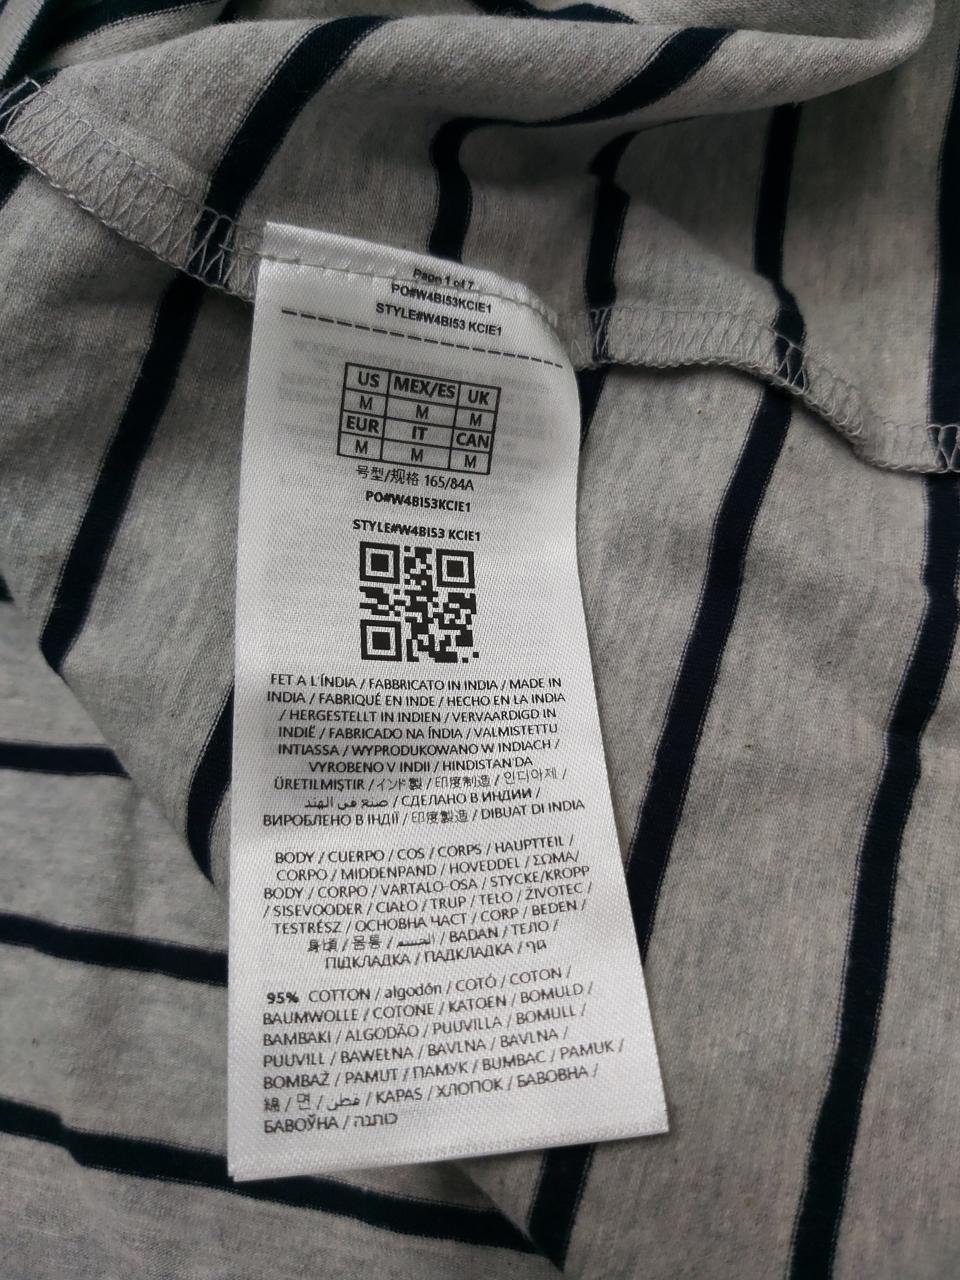 Page 1 of 7
PO#W4BI53KCIE1
STYLE#W4BI53 KCIE1
US MEX/ES UK
M M M
EUR IT CAN
M M M
号型/规格 165/84A
PO#W4BI53KCIE1
STYLE#W4BI53 KCIE1
FET A L'ÍNDIA / FABBRICATO IN INDIA / MADE IN
INDIA / FABRIQUÉ EN INDE / HECHO EN LA INDIA
/ HERGESTELLT IN INDIEN / VERVAARDIGD IN
INDIË / FABRICADO NA ÍNDIA / VALMISTETTU
INTIASSA / WYPRODUKOWANO W INDIACH /
VYROBENO V INDII / HINDISTAN'DA
ÜRETILMIŞTIR / インド製 / 印度制造 / 인디아제 /
صنع في الهند / СДЕЛАНО В ИНДИИ /
ВИРОБЛЕНО В ІНДІЇ / 印度製造 / DIBUAT DI INDIA
BODY / CUERPO / COS / CORPS / HAUPTTEIL /
CORPO / MIDDENPAND / HOVEDDEL / ΣΩΜΑ/
BODY / CORPO / VARTALO-OSA / STYCKE/KROPP
/ SISEVOODER / CIAŁO / TRUP / TELO / ŽIVOTEC /
TESTRÉSZ / ОСНОВНА ЧАСТ / CORP / BEDEN /
身頃 / 몸통 / الجسم / BADAN / ТЕЛО /
ПІДКЛАДКА / ПАДКЛАДКА / גוף
95% COTTON / algodón / COTÓ / COTON /
BAUMWOLLE / COTONE / KATOEN / BOMULD /
ΒΑΜΒΑΚΙ / ALGODÃO / PUUVILLA / BOMULL /
PUUVILL / BAWEŁNA / BAVLNA / BAVLNA /
BOMBAŽ / PAMUT / ПАМУК / BUMBAC / PAMUK /
綿 / 면 / قطن / KAPAS / ХЛОПОК / БАВОВНА /
БАВОЎНА / כותנה